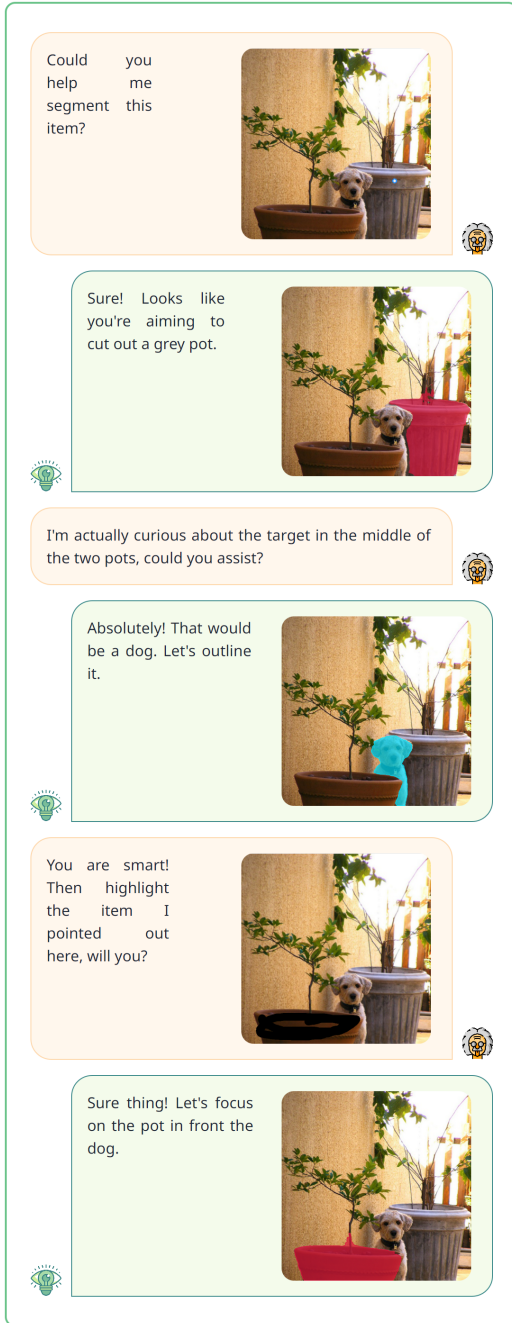 Could you
help me
segment this
item?
Sure! Looks like
you're aiming to
cut out a grey pot.
I'm actually curious about the target in the middle of
the two pots, could you assist?
Absolutely! That would
be a dog. Let's outline
it.
You are smart!
Then highlight
the item I
pointed out
here, will you?
Sure thing! Let's focus
on the pot in front the
dog.